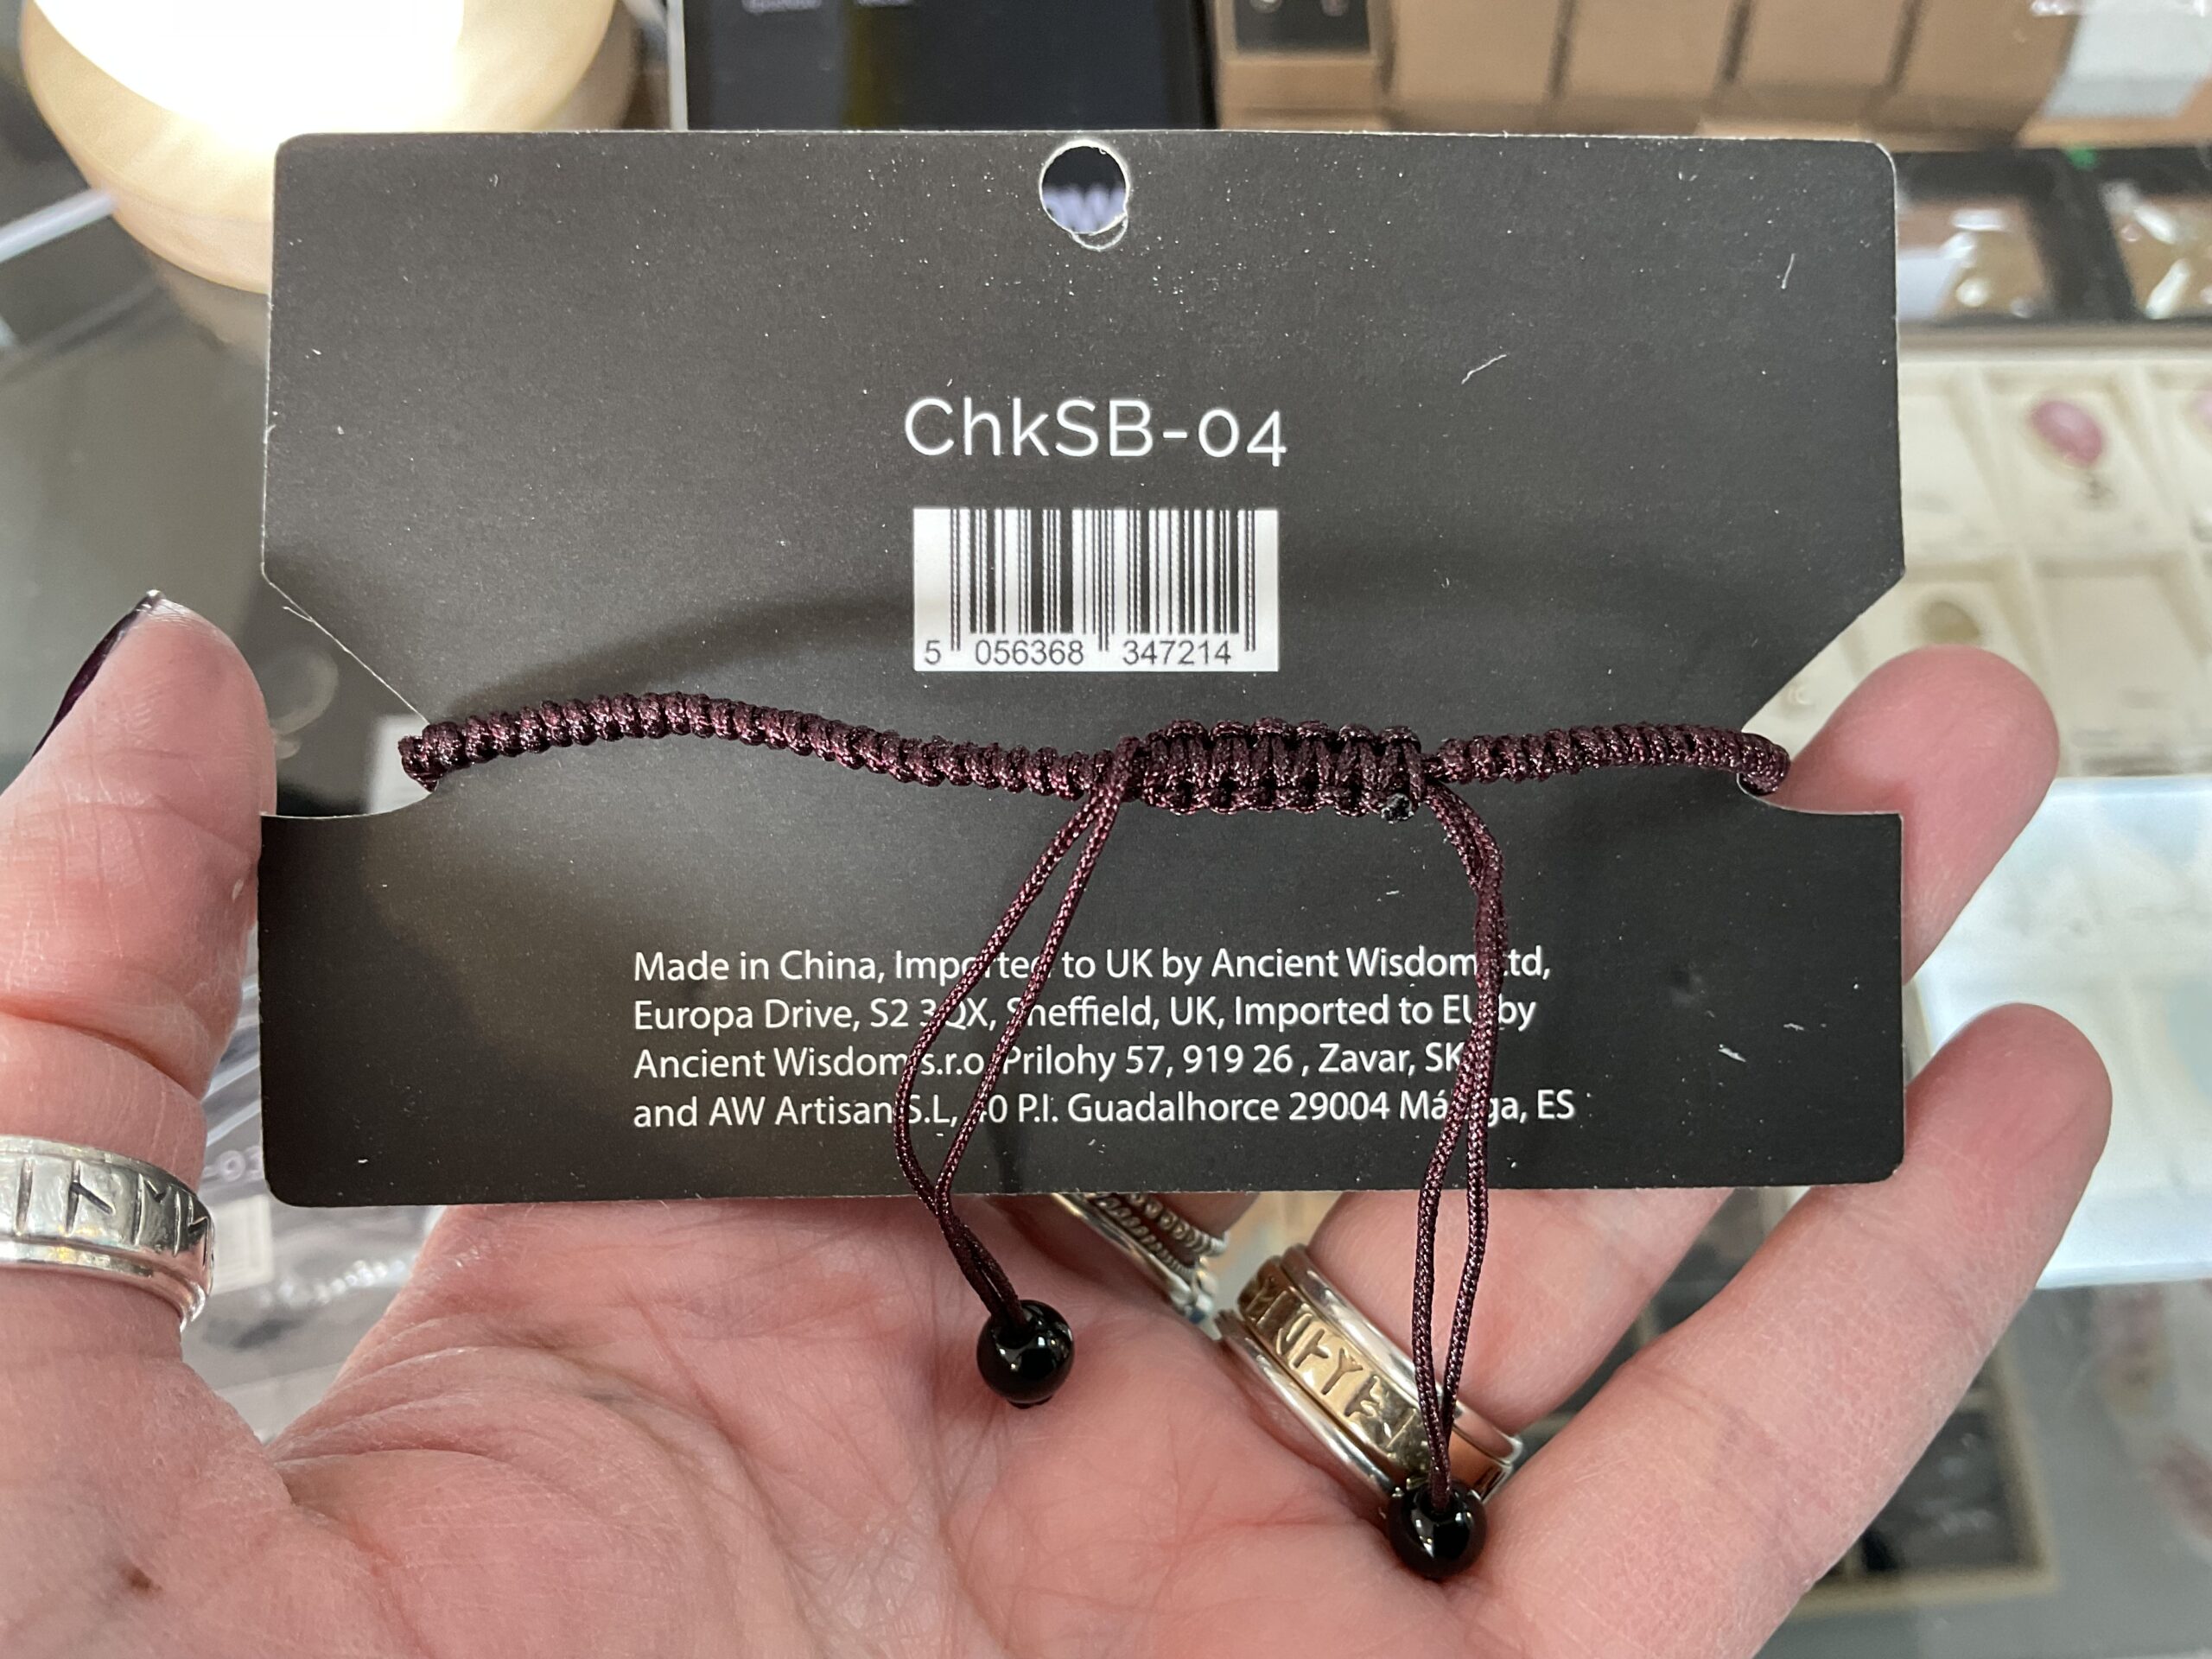 ChkSB-04
5 056368 347214
Made in China, Imported to UK by Ancient Wisdom Ltd,
Europa Drive, S2 3QX, Sheffield, UK, Imported to EU by
Ancient Wisdom s.r.o Prilohy 57, 919 26 , Zavar, SK
and AW Artisan S.L, P.I. Guadalhorce 29004 Málaga, ES